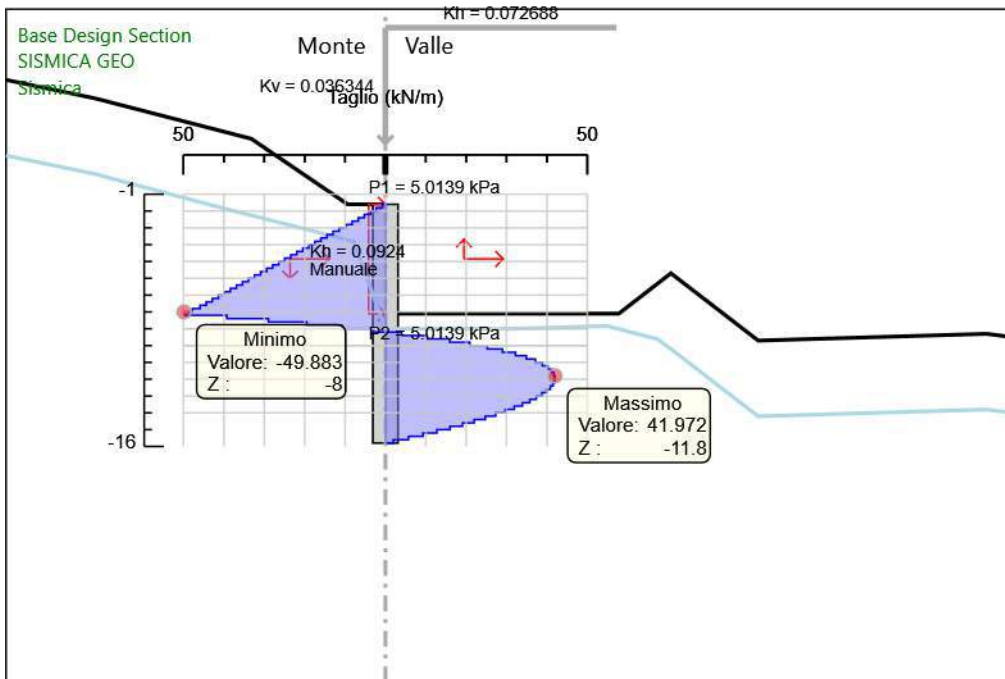 Kh = 0.072688
Base Design Section
SISMICA GEO
Sismica
Monte
Valle
Kv = 0.036344
Taglio (kN/m)
50
50
-1
P1 = 5.0139 kPa
Kh = 0.0924
Manuale
P2 = 5.0139 kPa
Minimo
Valore: -49.883
Z : -8
Massimo
Valore: 41.972
Z : -11.8
-16